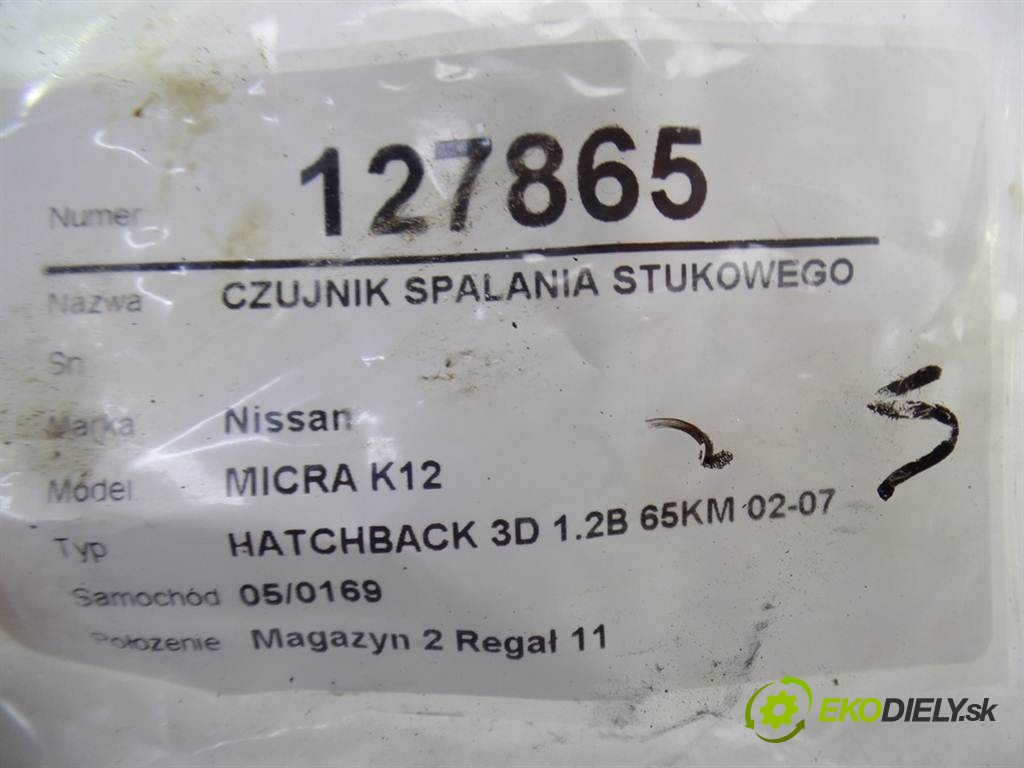 Numer 127865
Nazwa CZUJNIK SPALANIA STUKOWEGO
Sn
Marka Nissan
Model MICRA K12
Typ HATCHBACK 3D 1.2B 65KM 02-07
Samochód 05/0169
Położenie Magazyn 2 Regał 11
5
EKODIELY.sk